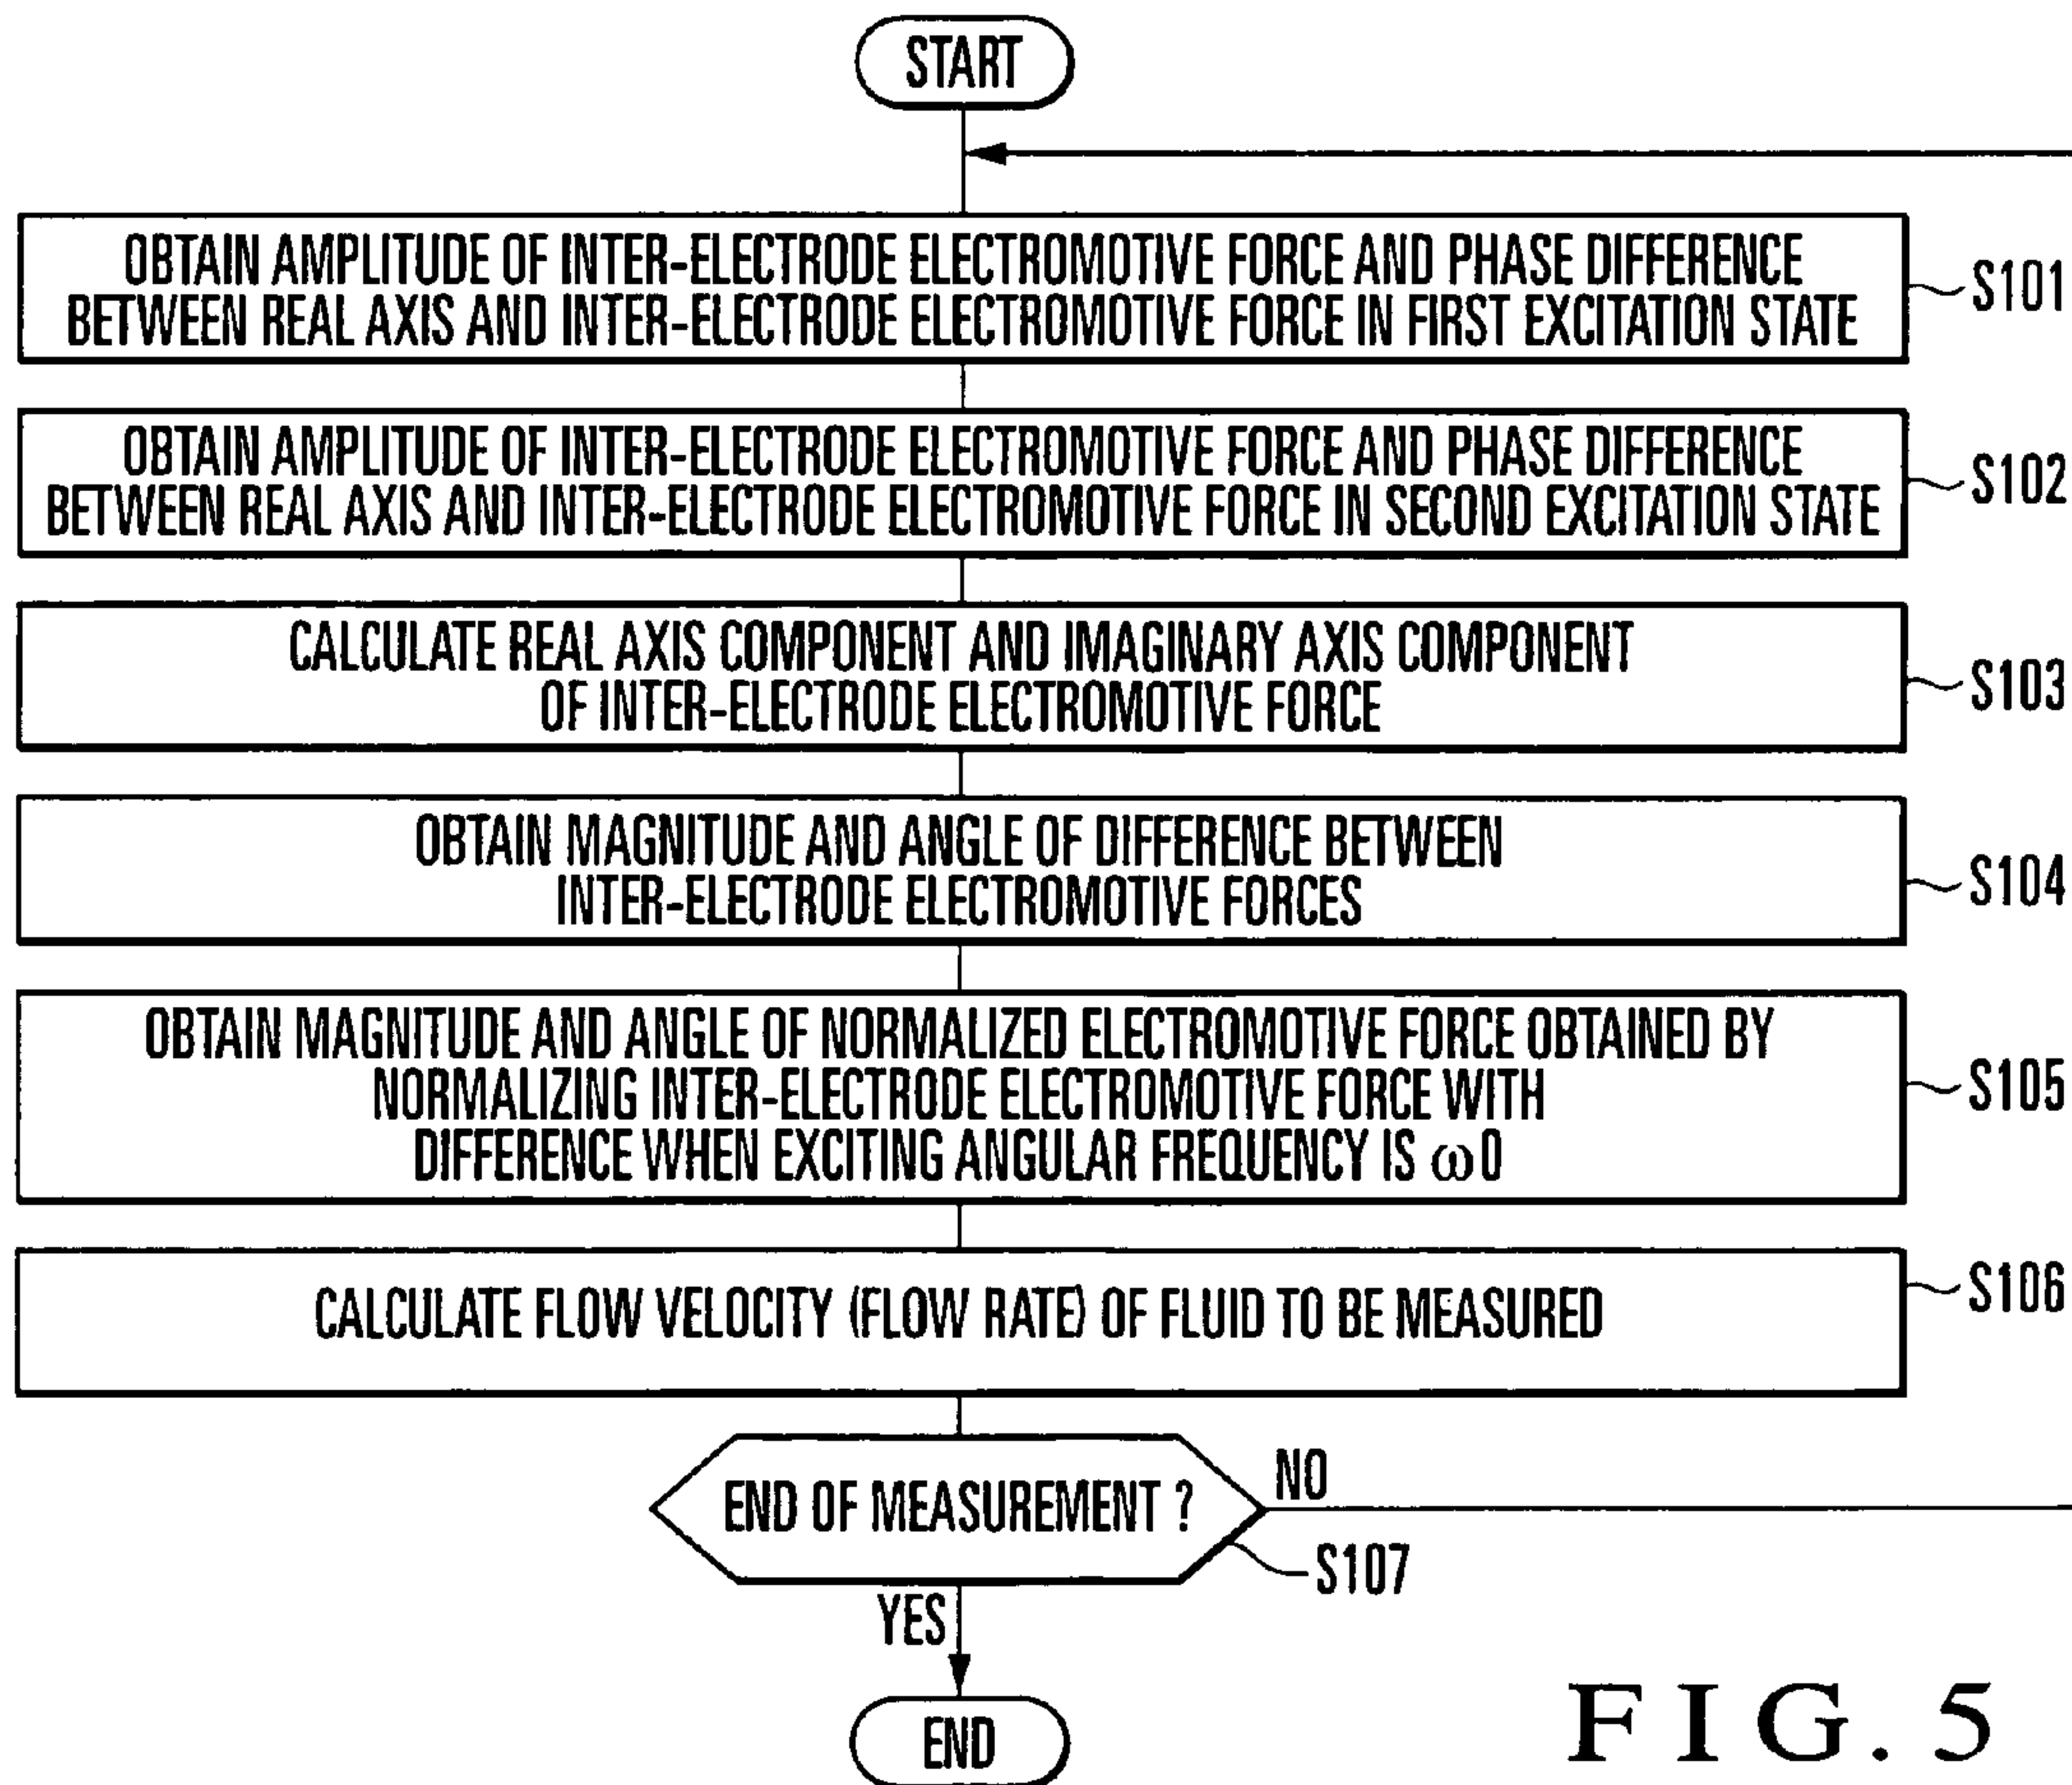 START
OBTAIN AMPLITUDE OF INTER-ELECTRODE ELECTROMOTIVE FORCE AND PHASE DIFFERENCE
BETWEEN REAL AXIS AND INTER-ELECTRODE ELECTROMOTIVE FORCE IN FIRST EXCITATION STATE
S101
OBTAIN AMPLITUDE OF INTER-ELECTRODE ELECTROMOTIVE FORCE AND PHASE DIFFERENCE
BETWEEN REAL AXIS AND INTER-ELECTRODE ELECTROMOTIVE FORCE IN SECOND EXCITATION STATE
S102
CALCULATE REAL AXIS COMPONENT AND IMAGINARY AXIS COMPONENT
OF INTER-ELECTRODE ELECTROMOTIVE FORCE
S103
OBTAIN MAGNITUDE AND ANGLE OF DIFFERENCE BETWEEN
INTER-ELECTRODE ELECTROMOTIVE FORCES
S104
OBTAIN MAGNITUDE AND ANGLE OF NORMALIZED ELECTROMOTIVE FORCE OBTAINED BY
NORMALIZING INTER-ELECTRODE ELECTROMOTIVE FORCE WITH
DIFFERENCE WHEN EXCITING ANGULAR FREQUENCY IS ω0
S105
CALCULATE FLOW VELOCITY (FLOW RATE) OF FLUID TO BE MEASURED
S106
END OF MEASUREMENT ?
NO
S107
YES
END
FIG. 5